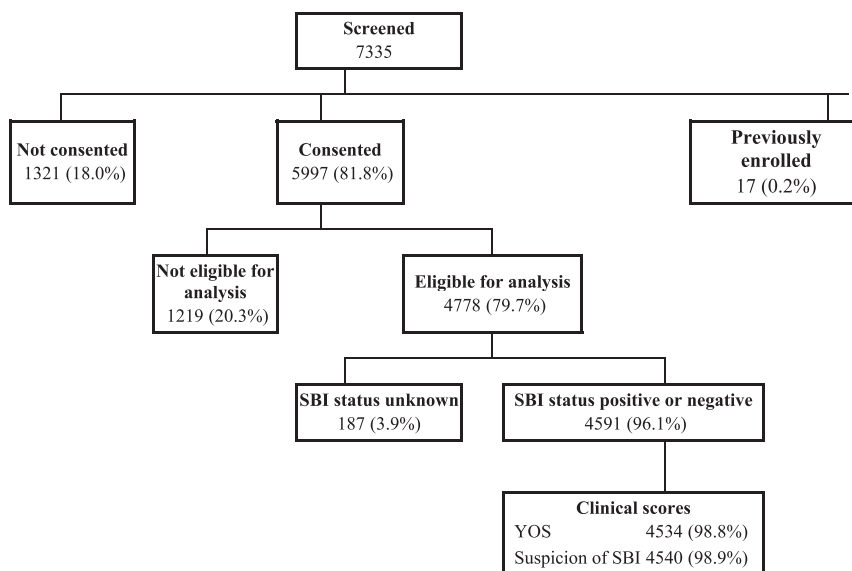 Screened
7335
Not consented
1321 (18.0%)
Consented
5997 (81.8%)
Previously
enrolled
17 (0.2%)
Not eligible for
analysis
1219 (20.3%)
Eligible for analysis
4778 (79.7%)
SBI status unknown
187 (3.9%)
SBI status positive or negative
4591 (96.1%)
Clinical scores
YOS 4534 (98.8%)
Suspicion of SBI 4540 (98.9%)